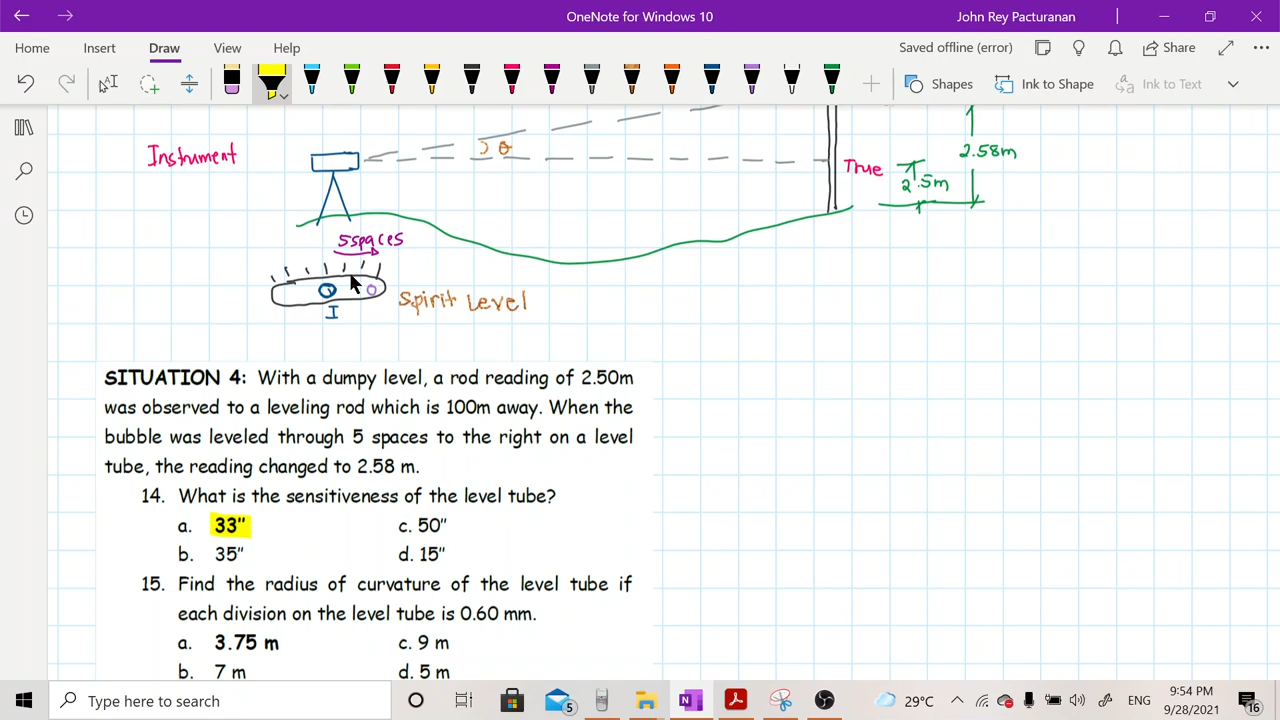 OneNote for Windows 10
John Rey Pacturanan
Home Insert Draw View Help
Saved offline (error)
Share
Shapes
Ink to Shape
Ink to Text
Instrument
θ
True
2.5m
2.58m
5spaces
I
Spirit Level
SITUATION 4: With a dumpy level, a rod reading of 2.50m
was observed to a leveling rod which is 100m away. When the
bubble was leveled through 5 spaces to the right on a level
tube, the reading changed to 2.58 m.
14. What is the sensitiveness of the level tube?
a. 33" c. 50"
b. 35" d. 15"
15. Find the radius of curvature of the level tube if
each division on the level tube is 0.60 mm.
a. 3.75 m c. 9 m
b. 7 m d. 5 m
Type here to search
5
29°C
ENG
9:54 PM
9/28/2021
16